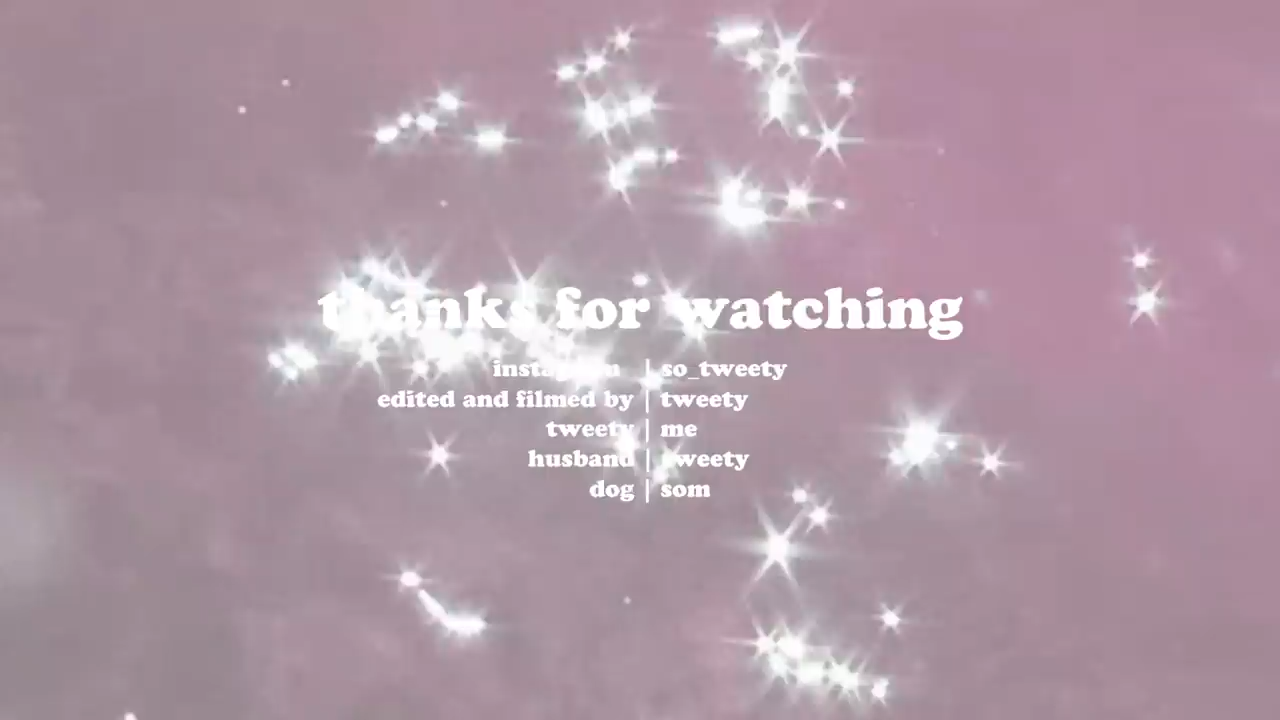 thanks for watching
instagram | so_tweety
edited and filmed by | tweety
tweety | me
husband | tweety
dog | som